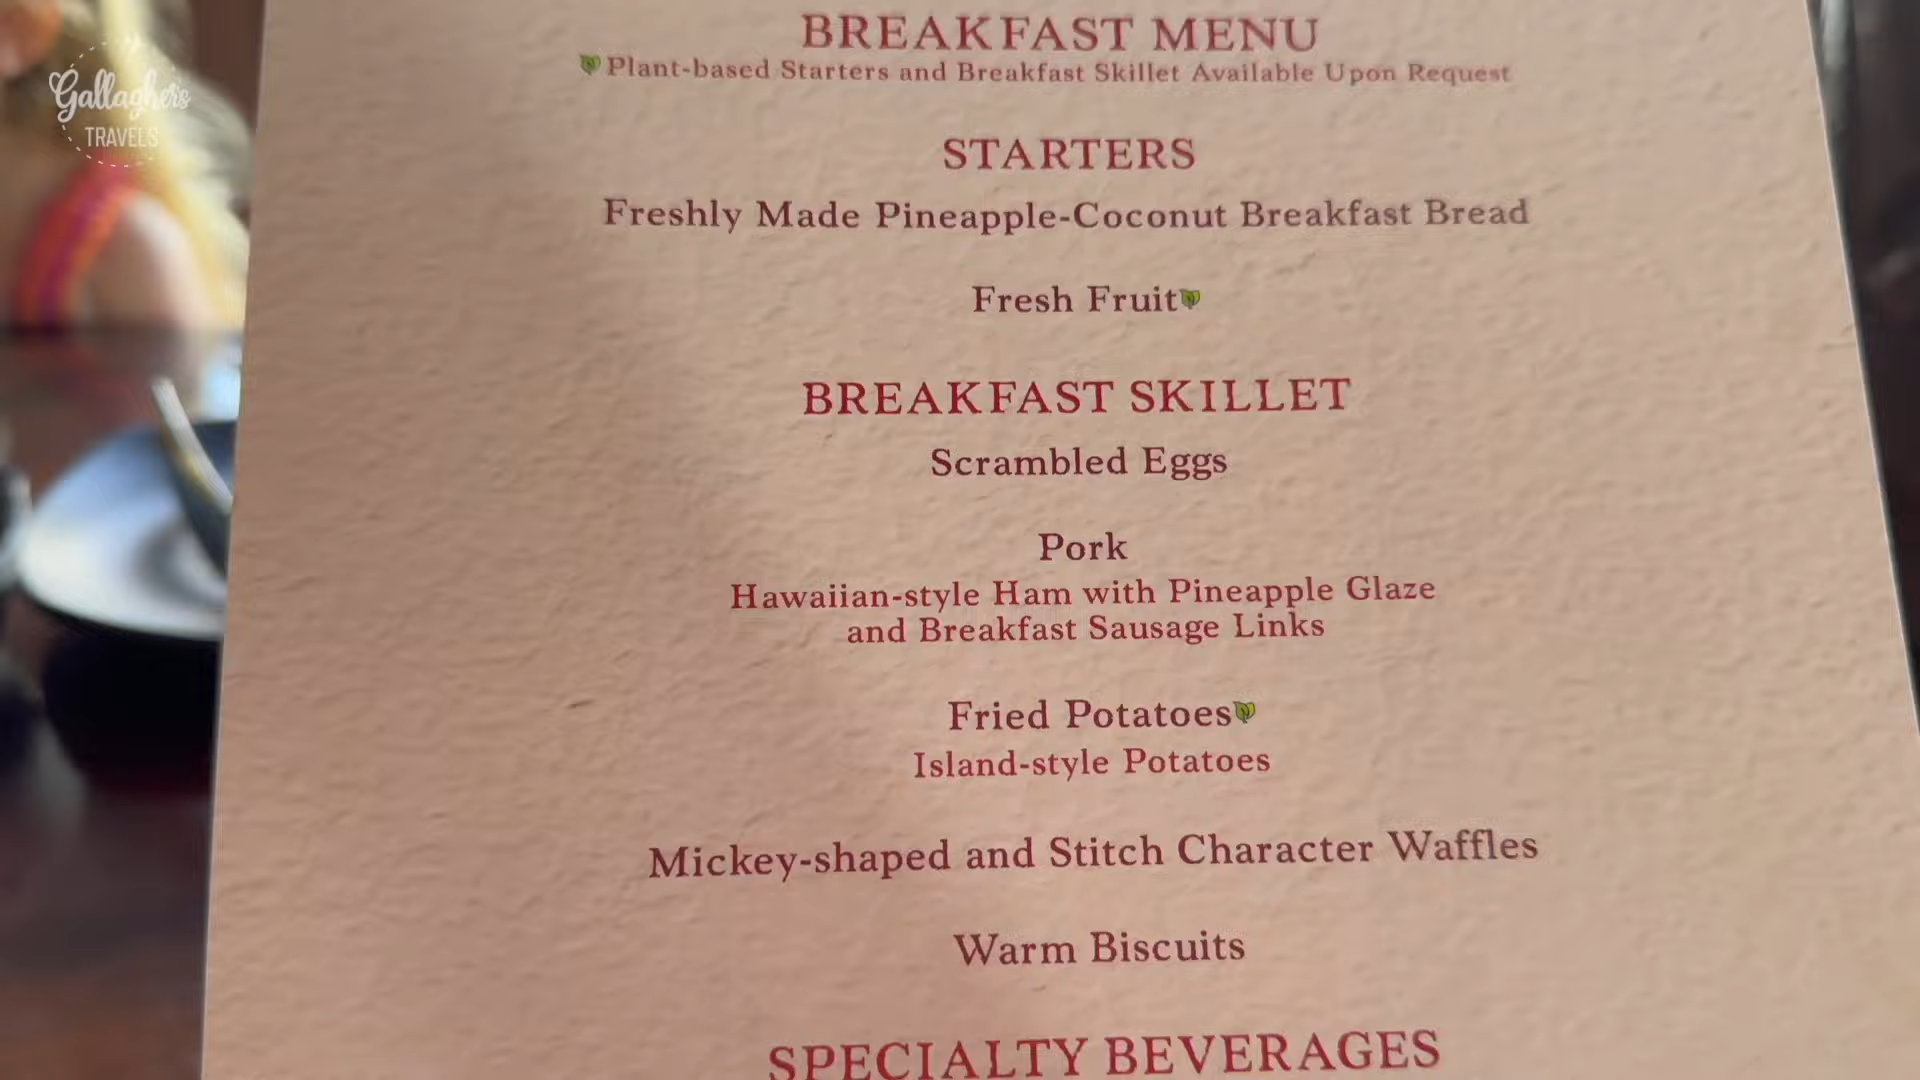 Gallagher's
TRAVELS
BREAKFAST MENU
Plant-based Starters and Breakfast Skillet Available Upon Request
STARTERS
Freshly Made Pineapple-Coconut Breakfast Bread
Fresh Fruit
BREAKFAST SKILLET
Scrambled Eggs
Pork
Hawaiian-style Ham with Pineapple Glaze
and Breakfast Sausage Links
Fried Potatoes
Island-style Potatoes
Mickey-shaped and Stitch Character Waffles
Warm Biscuits
SPECIALTY BEVERAGES